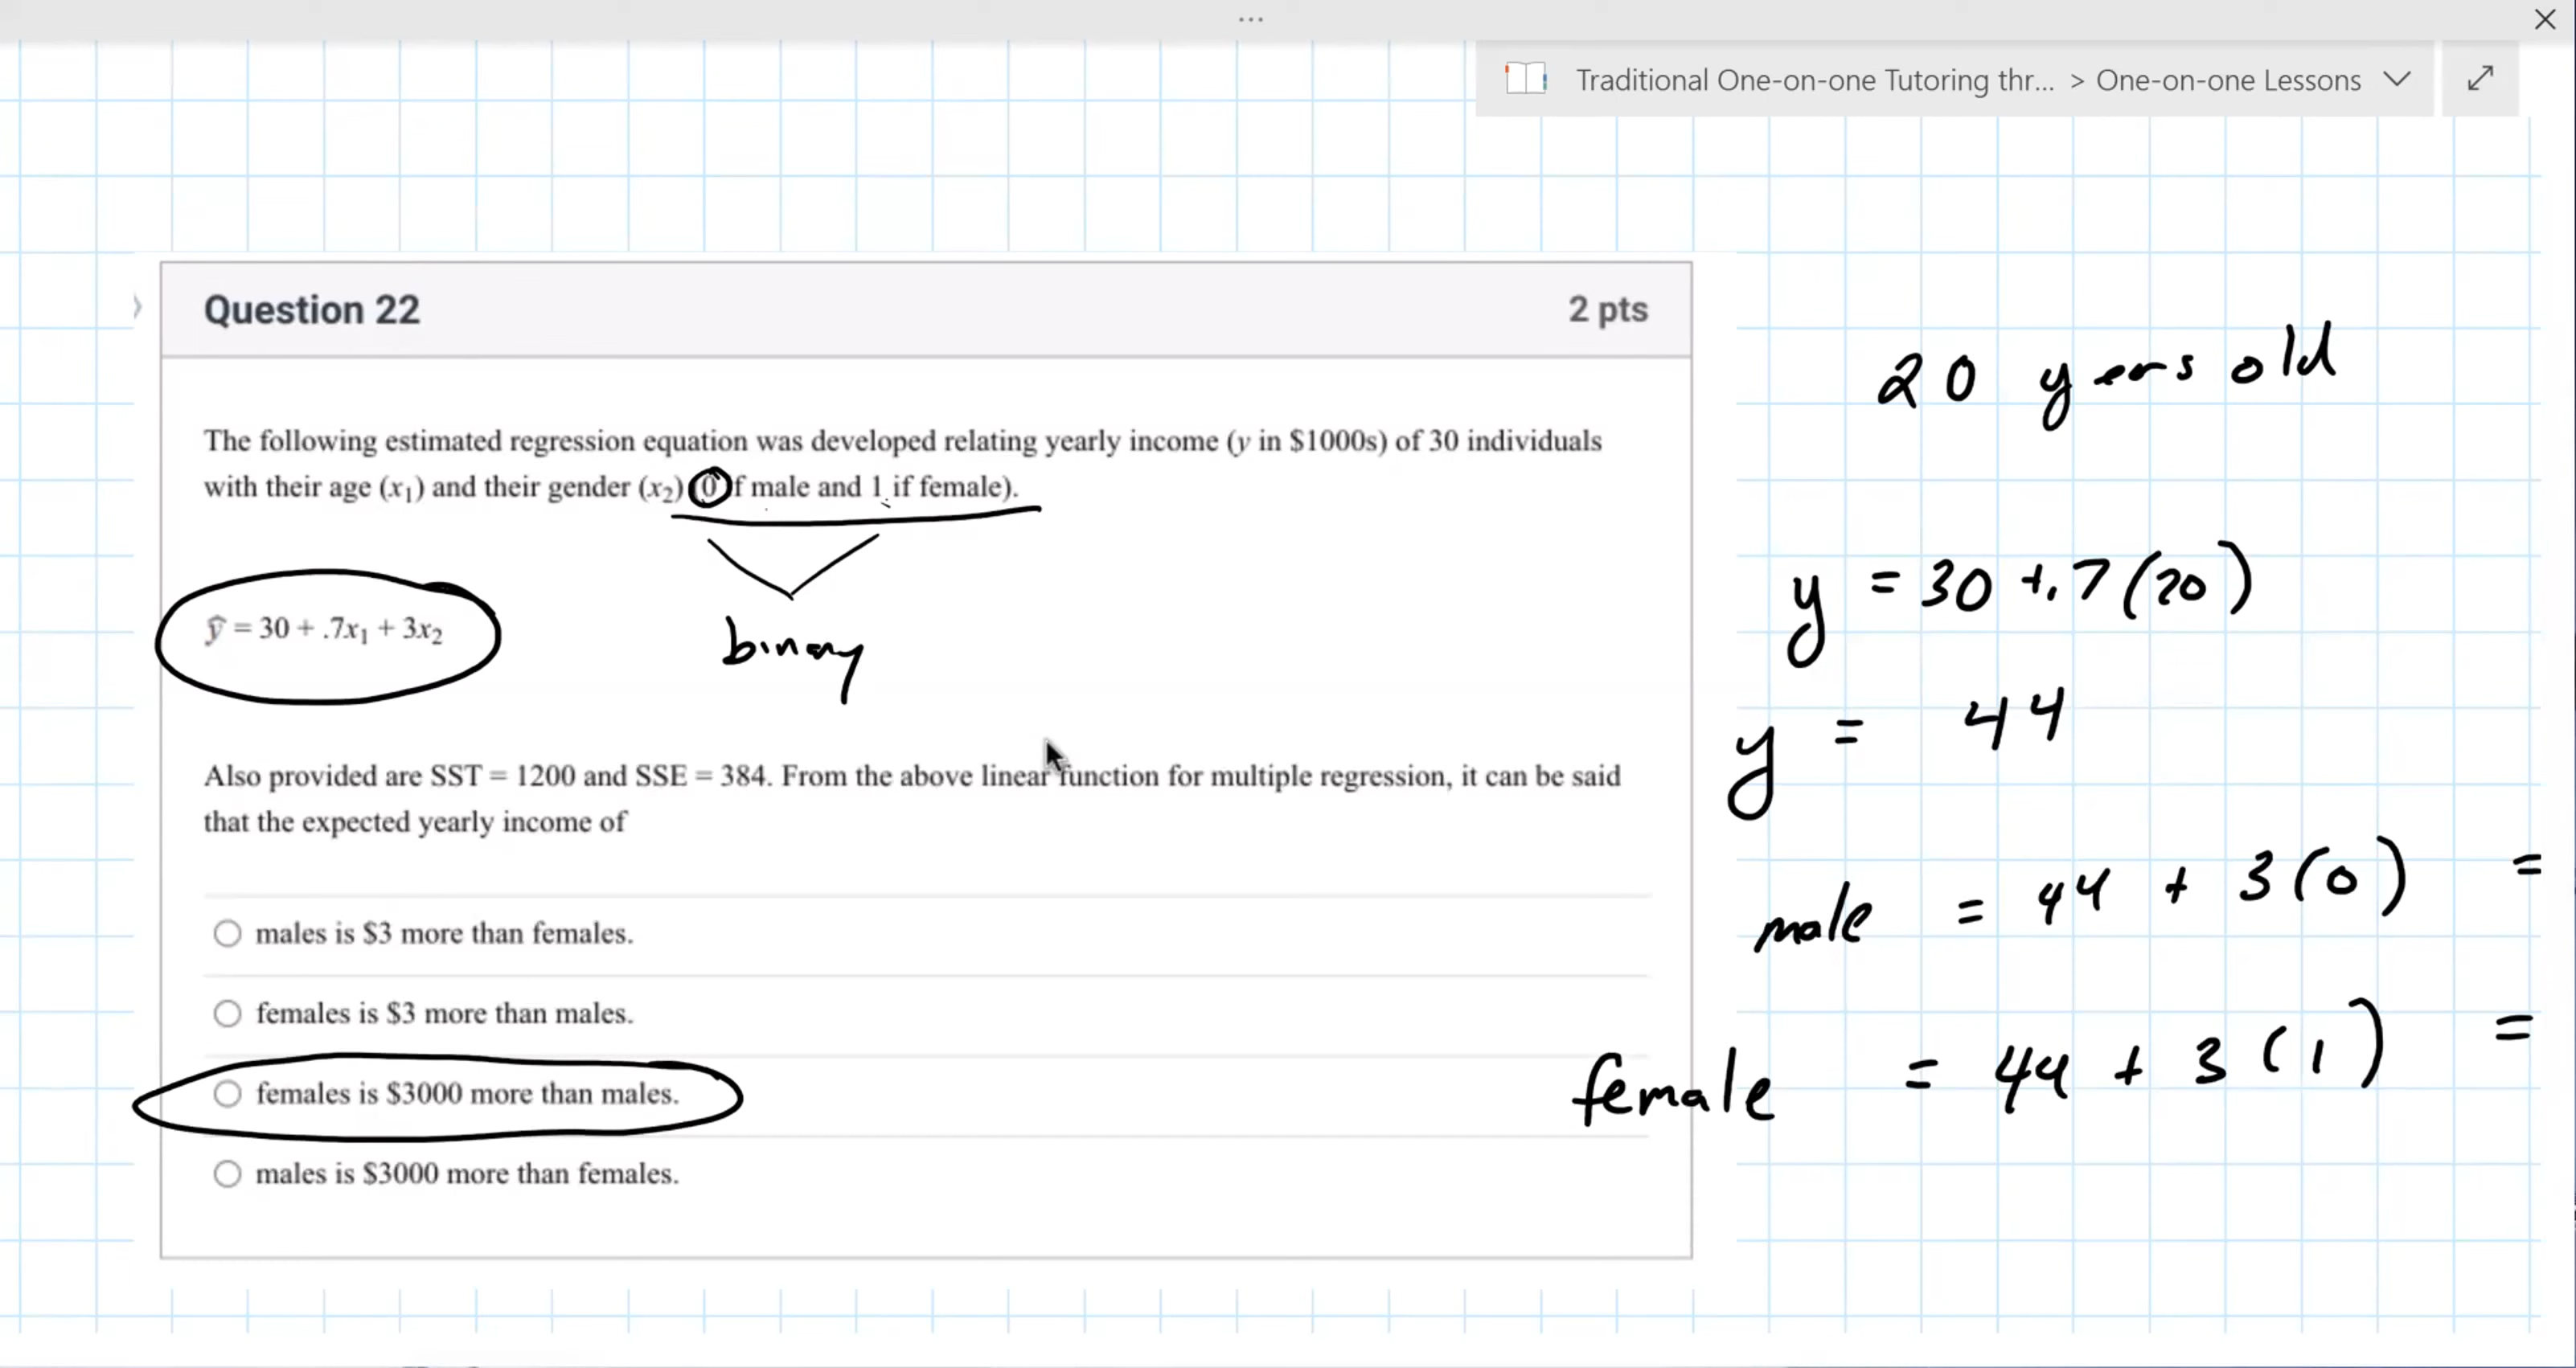 ...
Traditional One-on-one Tutoring thr... > One-on-one Lessons
Question 22
2 pts
The following estimated regression equation was developed relating yearly income (y in $1000s) of 30 individuals
with their age (x₁) and their gender (x₂) (0 if male and 1 if female).
binary
ŷ = 30 + .7x₁ + 3x₂
Also provided are SST = 1200 and SSE = 384. From the above linear function for multiple regression, it can be said
that the expected yearly income of
males is $3 more than females.
females is $3 more than males.
females is $3000 more than males.
males is $3000 more than females.
20 years old
y = 30 + .7(20)
y = 44
male = 44 + 3(0) =
female = 44 + 3(1) =